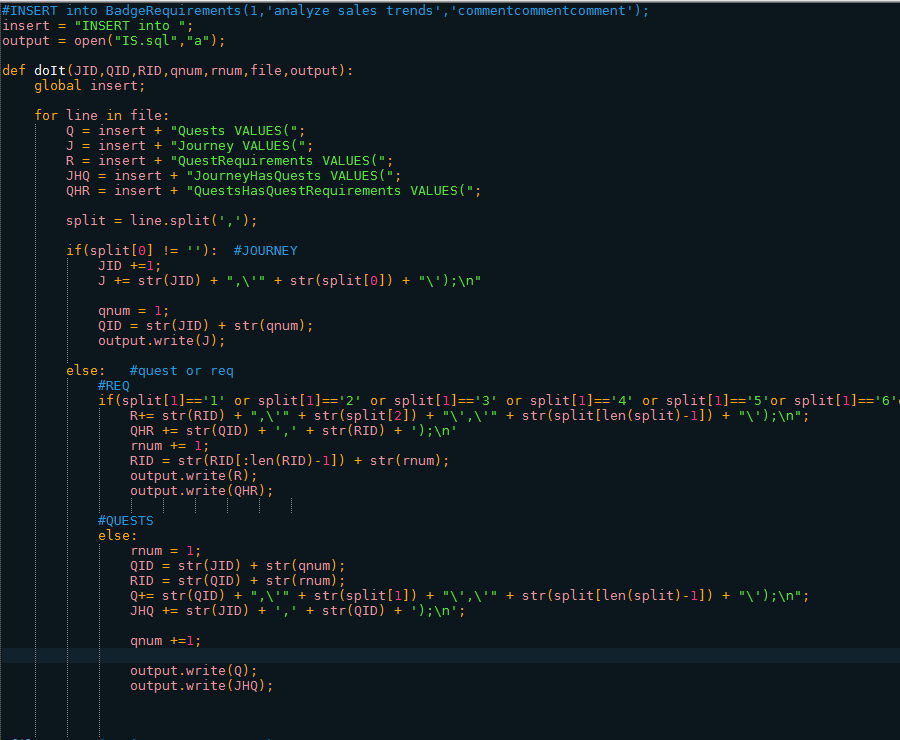 #INSERT into BadgeRequirements(1,'analyze sales trends','commentcommentcomment');
insert = "INSERT into ";
output = open("IS.sql","a");
def doIt(JID,QID,RID,qnum,rnum,file,output):
global insert;
for line in file:
Q = insert + "Quests VALUES(";
J = insert + "Journey VALUES(";
R = insert + "QuestRequirements VALUES(";
JHQ = insert + "JourneyHasQuests VALUES(";
QHR = insert + "QuestsHasQuestRequirements VALUES(";
split = line.split(',');
if(split[0] != ''):  #JOURNEY
JID +=1;
J += str(JID) + ",\'" + str(split[0]) + "\');\n"
qnum = 1;
QID = str(JID) + str(qnum);
output.write(J);
else:   #quest or req
#REQ
if(split[1]=='1' or split[1]=='2' or split[1]=='3' or split[1]=='4' or split[1]=='5'or split[1]=='6'
R+= str(RID) + ",\'" + str(split[2]) + "\',\'" + str(split[len(split)-1]) + "\');\n";
QHR += str(QID) + ',' + str(RID) + ');\n'
rnum += 1;
RID = str(RID[:len(RID)-1]) + str(rnum);
output.write(R);
output.write(QHR);
#QUESTS
else:
rnum = 1;
QID = str(JID) + str(qnum);
RID = str(QID) + str(rnum);
Q+= str(QID) + ",\'" + str(split[1]) + "\',\'" + str(split[len(split)-1]) + "\');\n";
JHQ += str(JID) + ',' + str(QID) + ');\n';
qnum +=1;
output.write(Q);
output.write(JHQ);